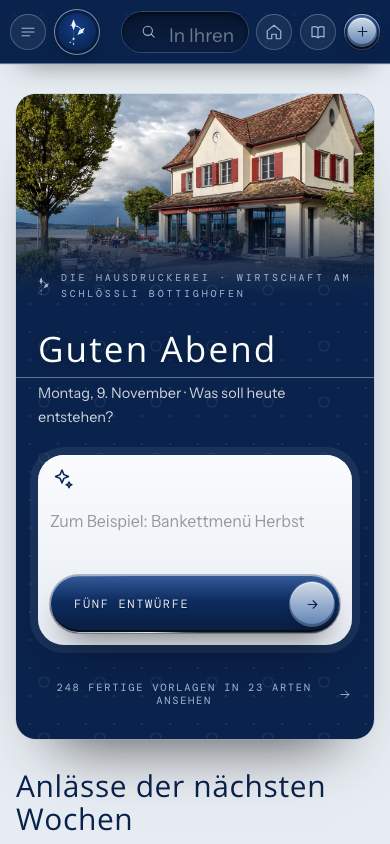 In Ihren
DIE HAUSDRUCKEREI · WIRTSCHAFT AM
SCHLÖSSLI BOTTIGHOFEN
Guten Abend
Montag, 9. November · Was soll heute
entstehen?
Zum Beispiel: Bankettmenü Herbst
FÜNF ENTWÜRFE
248 FERTIGE VORLAGEN IN 23 ARTEN
ANSEHEN
Anlässe der nächsten
Wochen